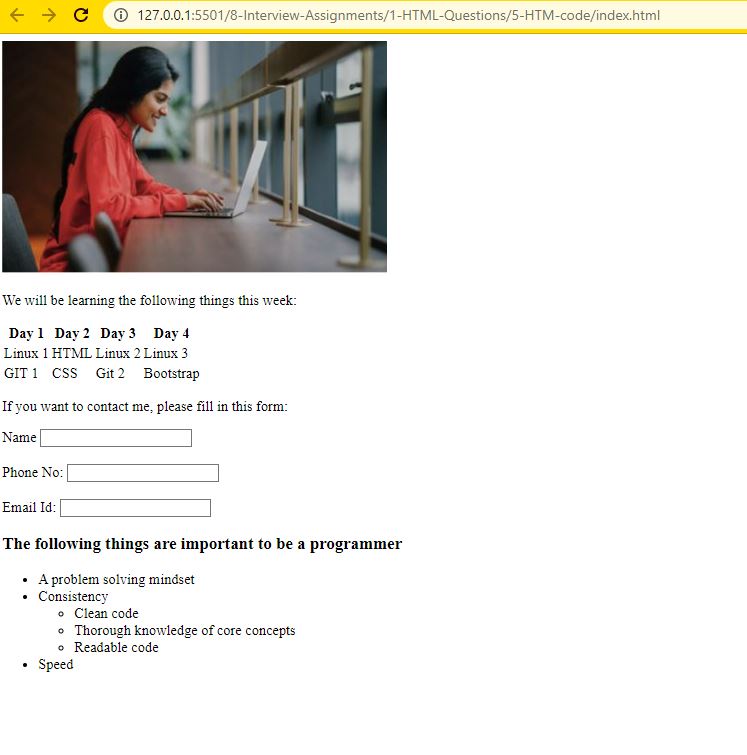 127.0.0.1:5501/8-Interview-Assignments/1-HTML-Questions/5-HTM-code/index.html
We will be learning the following things this week:
Day 1 Day 2 Day 3 Day 4
Linux 1 HTML Linux 2 Linux 3
GIT 1 CSS Git 2 Bootstrap
If you want to contact me, please fill in this form:
Name
Phone No:
Email Id:
The following things are important to be a programmer
A problem solving mindset
Consistency
Clean code
Thorough knowledge of core concepts
Readable code
Speed